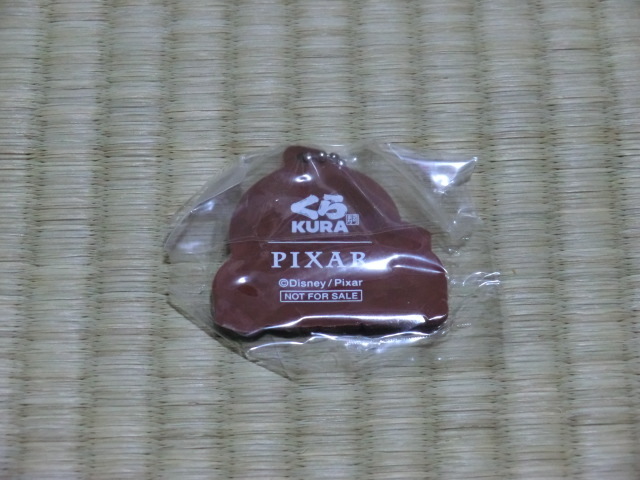 くら
KURA
PIXAR
©Disney/Pixar
NOT FOR SALE